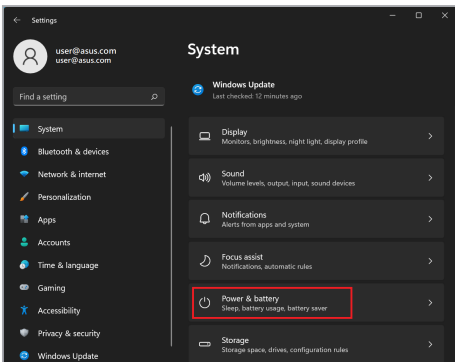 Settings
user@asus.com
user@asus.com
Find a setting
System
Bluetooth & devices
Network & internet
Personalization
Apps
Accounts
Time & language
Gaming
Accessibility
Privacy & security
Windows Update
System
Windows Update
Last checked: 12 minutes ago
Display
Monitors, brightness, night light, display profile
Sound
Volume levels, output, input, sound devices
Notifications
Alerts from apps and system
Focus assist
Notifications, automatic rules
Power & battery
Sleep, battery usage, battery saver
Storage
Storage space, drives, configuration rules